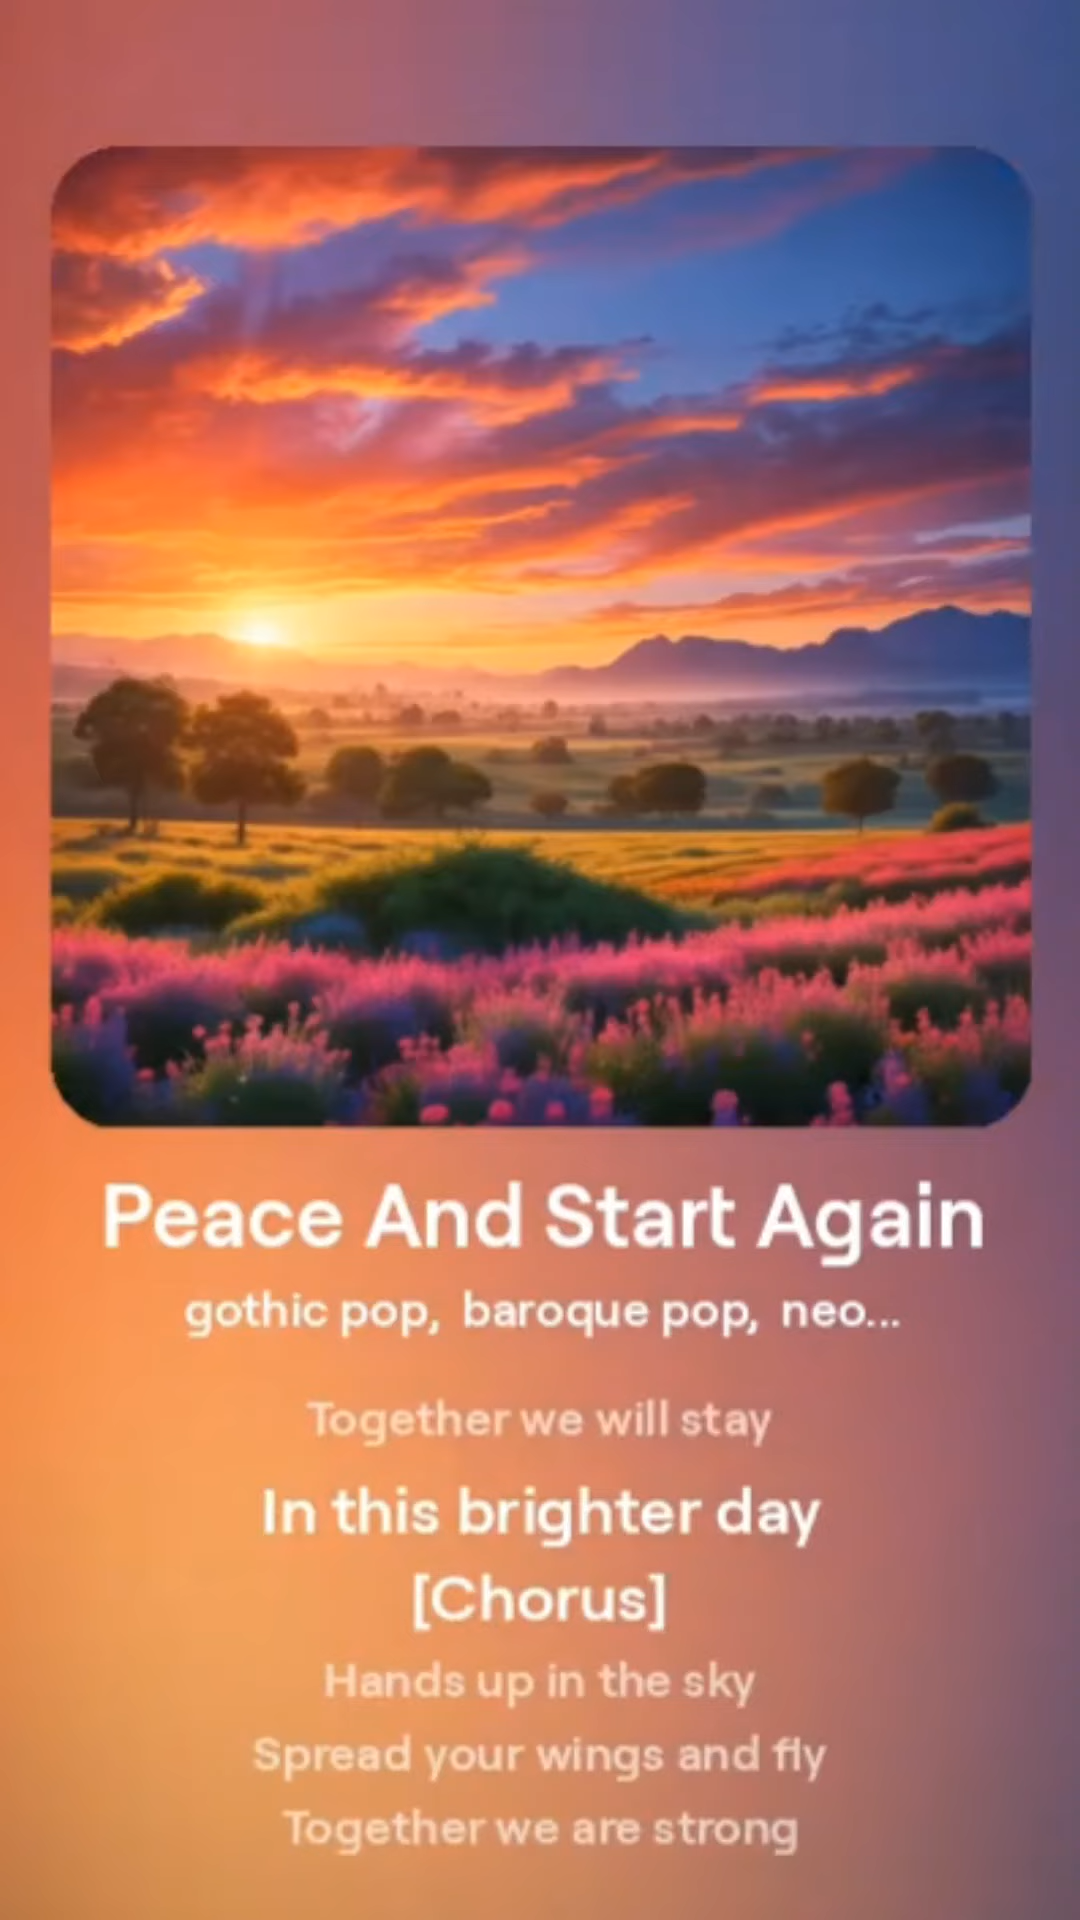 Peace And Start Again
gothic pop, baroque pop, neo...
Together we will stay
In this brighter day
[Chorus]
Hands up in the sky
Spread your wings and fly
Together we are strong